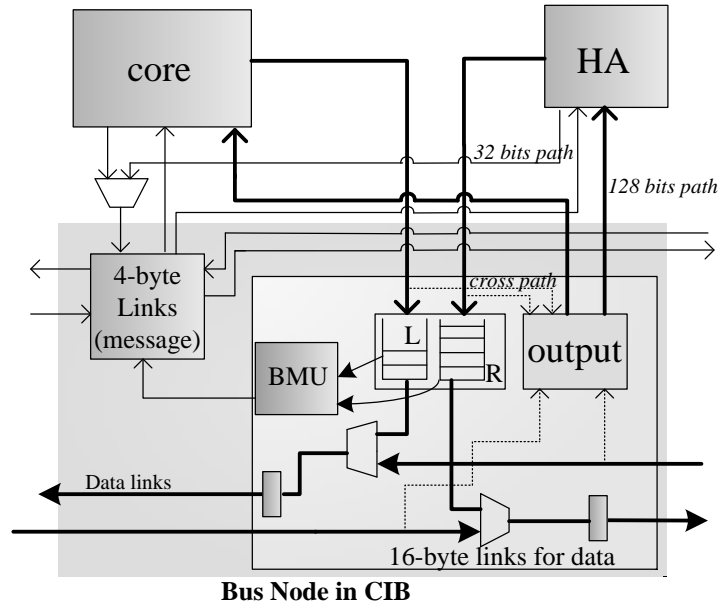 core
HA
32 bits path
128 bits path
4-byte
Links
(message)
cross path
L
R
BMU
output
Data links
16-byte links for data
Bus Node in CIB